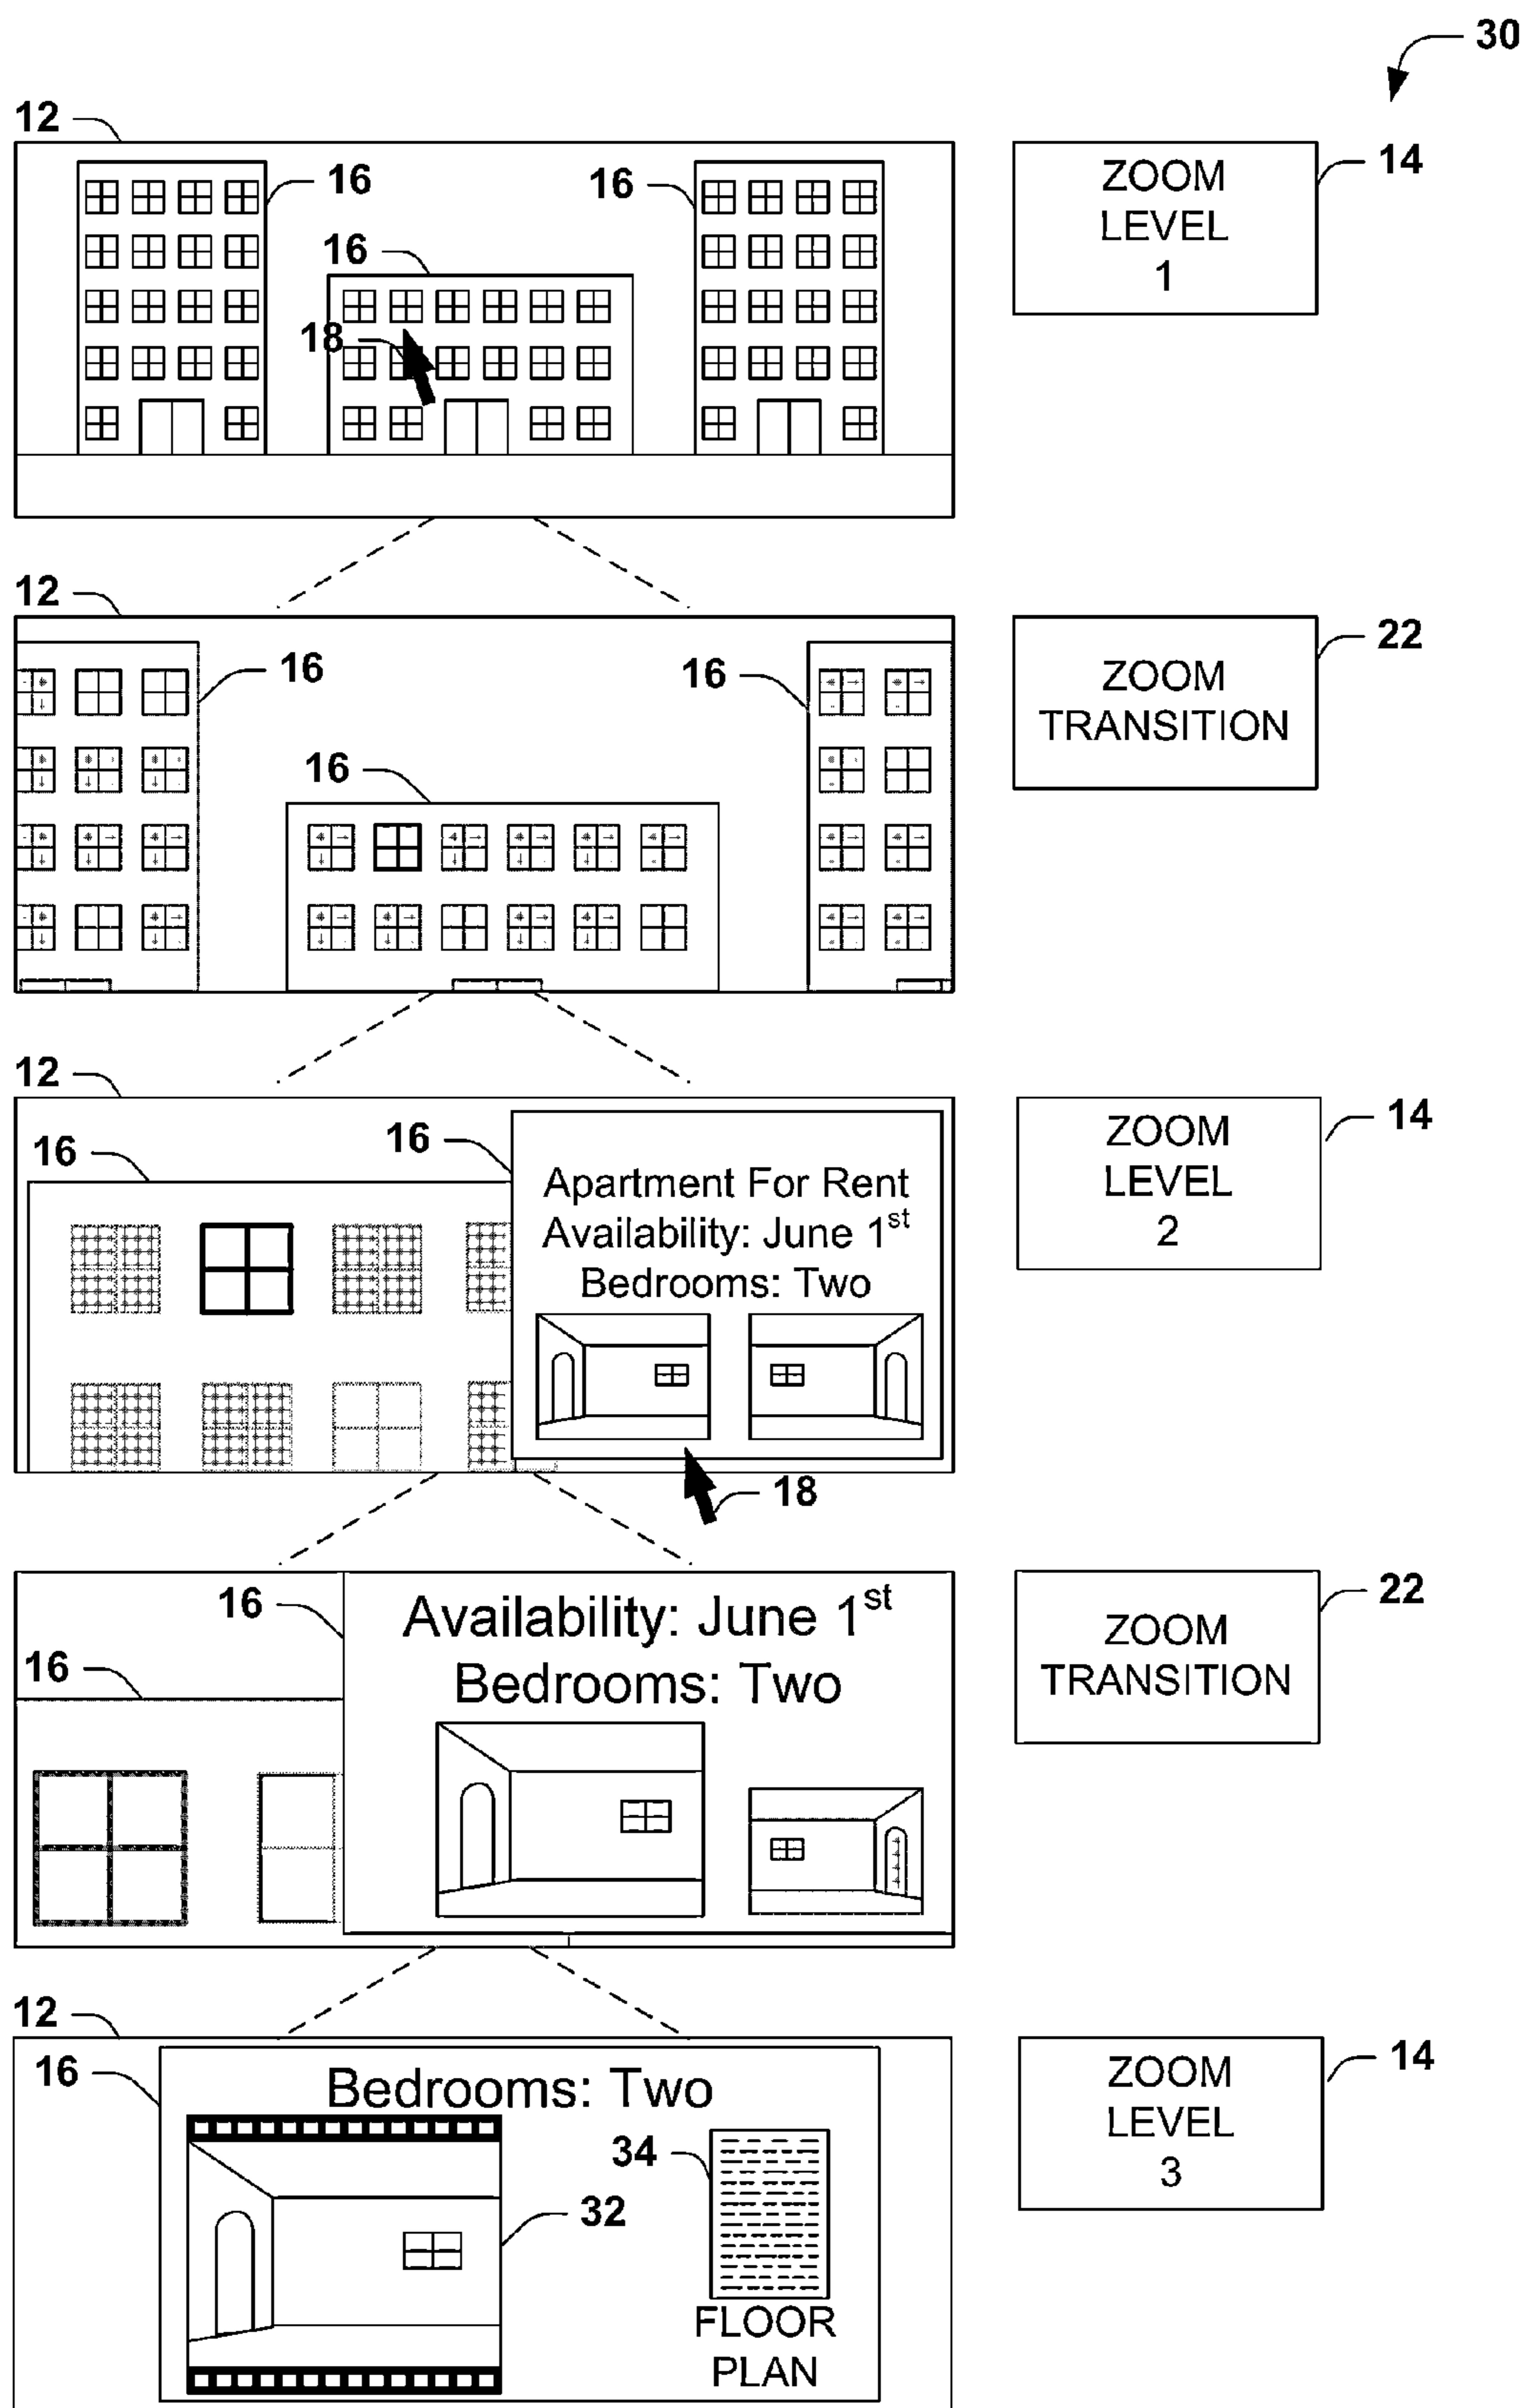 30
12
16
16
16
18
ZOOM
LEVEL
1
14
12
16
16
16
ZOOM
TRANSITION
22
12
16
16
Apartment For Rent
Availability: June 1st
Bedrooms: Two
18
ZOOM
LEVEL
2
14
16
16
Availability: June 1st
Bedrooms: Two
ZOOM
TRANSITION
22
12
16
Bedrooms: Two
32
34
FLOOR
PLAN
ZOOM
LEVEL
3
14